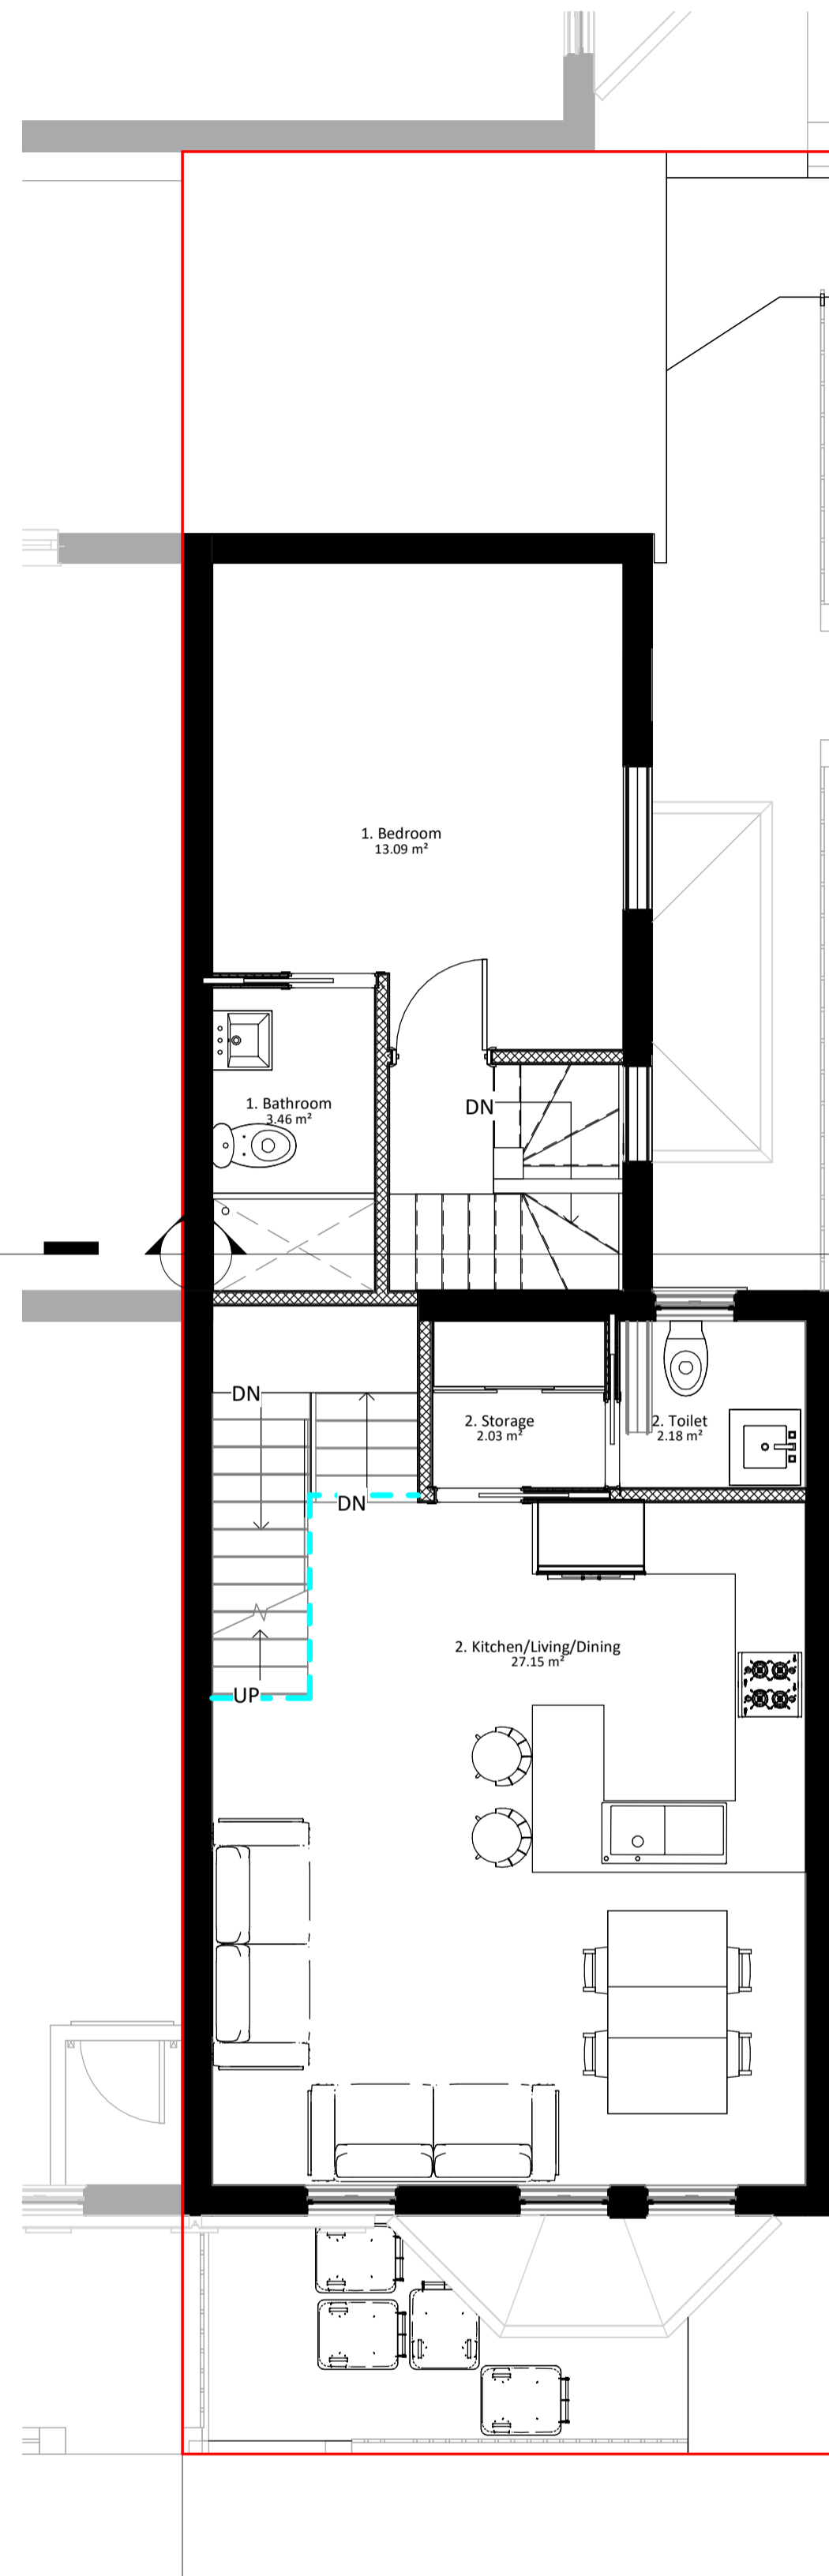 1. Bedroom
13.09 m²
1. Bathroom
3.46 m²
DN
DN
2. Storage
2.03 m²
2. Toilet
2.18 m²
DN
2. Kitchen/Living/Dining
27.15 m²
UP